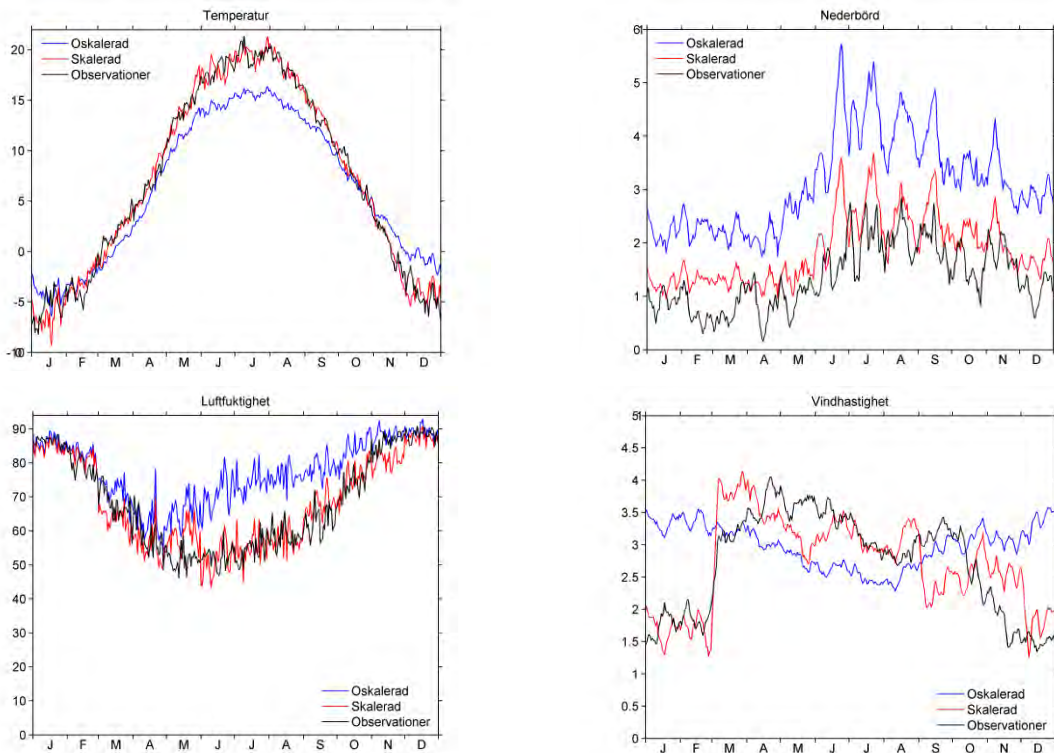 Temperatur
20
15
10
5
0
-5
-10
Oskalerad
Skalerad
Observationer
J F M A M J J A S O N D
Nederbörd
6
5
4
3
2
1
0
Oskalerad
Skalerad
Observationer
J F M A M J J A S O N D
Luftfuktighet
90
80
70
60
50
40
30
20
10
0
Oskalerad
Skalerad
Observationer
J F M A M J J A S O N D
Vindhastighet
5
4.5
4
3.5
3
2.5
2
1.5
1
0.5
0
Oskalerad
Skalerad
Observationer
J F M A M J J A S O N D